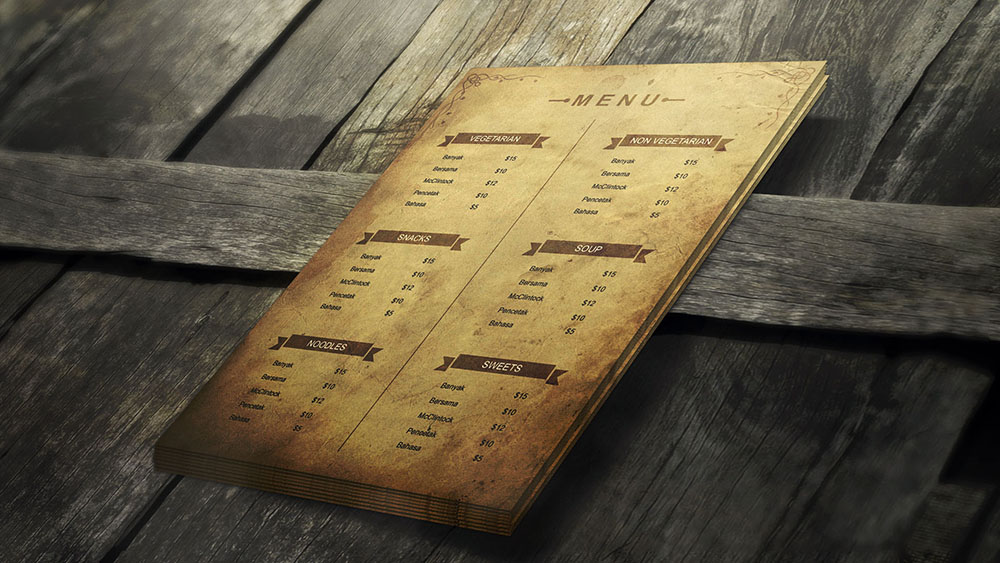 MENU
VEGETARIAN
Banyak $15
Bersama $10
McClintock $12
Pencetak $10
Bahasa $5
NON VEGETARIAN
Banyak $15
Bersama $10
McClintock $12
Pencetak $10
Bahasa $5
SNACKS
Banyak $15
Bersama $10
McClintock $12
Pencetak $10
Bahasa $5
SOUP
Banyak $15
Bersama $10
McClintock $12
Pencetak $10
Bahasa $5
NOODLES
Banyak $15
Bersama $10
McClintock $12
Pencetak $10
Bahasa $5
SWEETS
Banyak $15
Bersama $10
McClintock $12
Pencetak $10
Bahasa $5